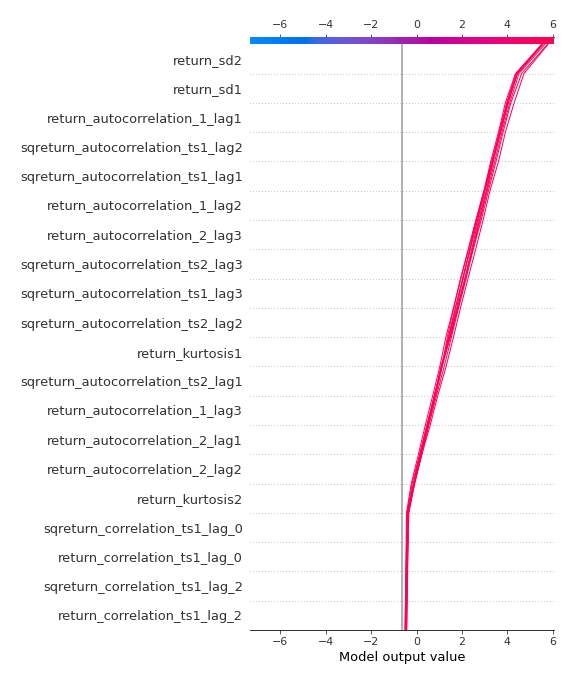 −6 −4 −2 0 2 4 6
return_sd2
return_sd1
return_autocorrelation_1_lag1
sqreturn_autocorrelation_ts1_lag2
sqreturn_autocorrelation_ts1_lag1
return_autocorrelation_1_lag2
return_autocorrelation_2_lag3
sqreturn_autocorrelation_ts2_lag3
sqreturn_autocorrelation_ts1_lag3
sqreturn_autocorrelation_ts2_lag2
return_kurtosis1
sqreturn_autocorrelation_ts2_lag1
return_autocorrelation_1_lag3
return_autocorrelation_2_lag1
return_autocorrelation_2_lag2
return_kurtosis2
sqreturn_correlation_ts1_lag_0
return_correlation_ts1_lag_0
sqreturn_correlation_ts1_lag_2
return_correlation_ts1_lag_2
−6 −4 −2 0 2 4 6
Model output value